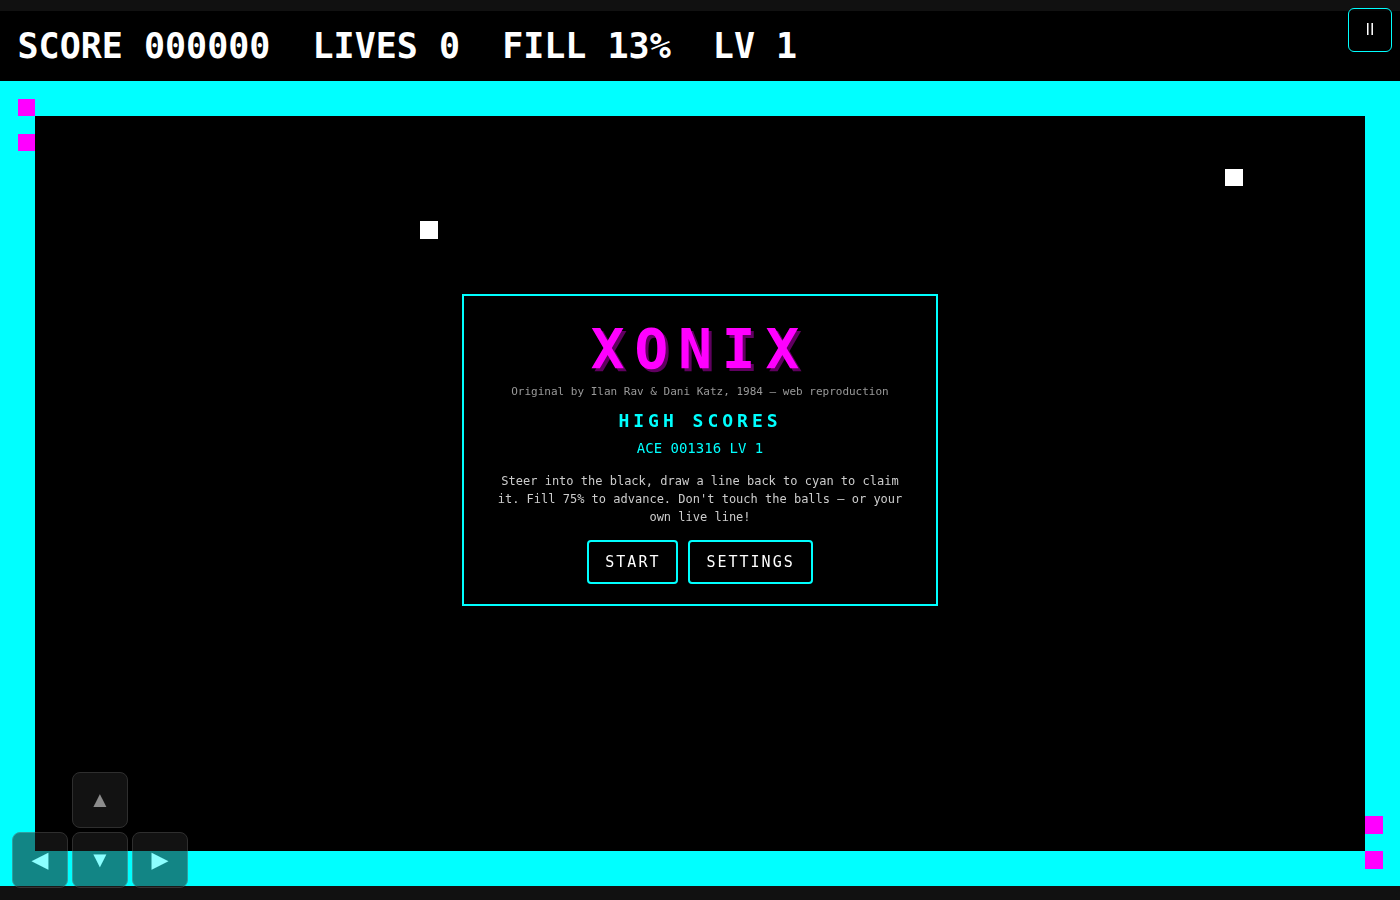 SCORE 000000 LIVES 0 FILL 13% LV 1
XONIX
Original by Ilan Rav & Dani Katz, 1984 — web reproduction
HIGH SCORES
ACE 001316 LV 1
Steer into the black, draw a line back to cyan to claim
it. Fill 75% to advance. Don't touch the balls — or your
own live line!
START SETTINGS